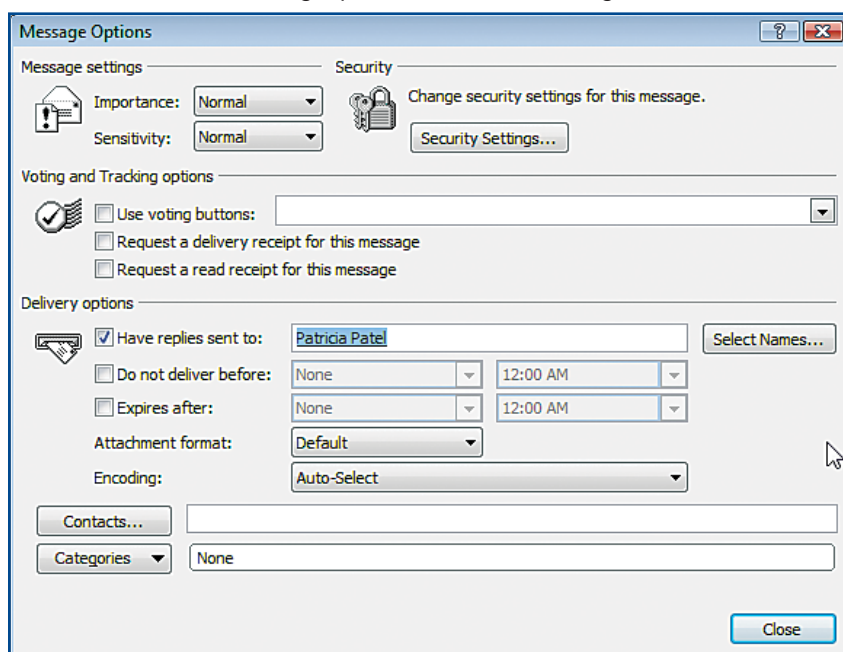 Message Options
Message settings Security
Importance: Normal Change security settings for this message.
Sensitivity: Normal Security Settings...
Voting and Tracking options
Use voting buttons:
Request a delivery receipt for this message
Request a read receipt for this message
Delivery options
Have replies sent to: Patricia Patel Select Names...
Do not deliver before: None 12:00 AM
Expires after: None 12:00 AM
Attachment format: Default
Encoding: Auto-Select
Contacts...
Categories None
Close